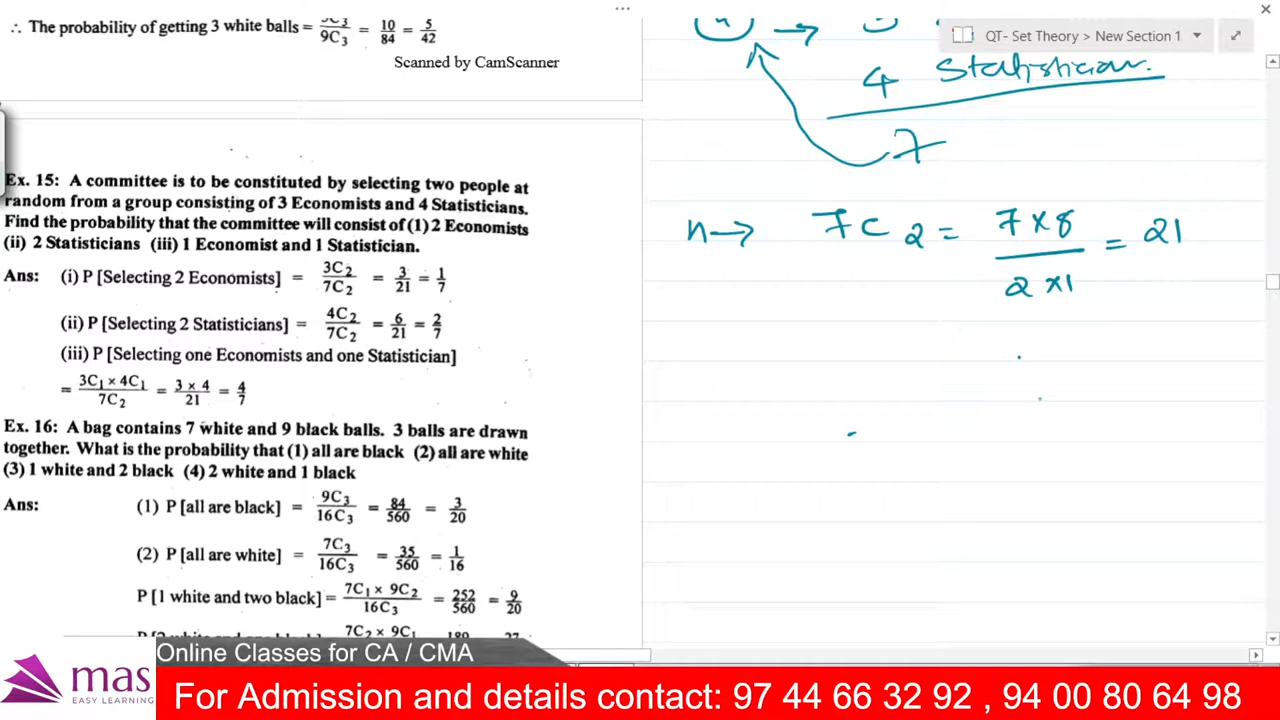 ∴ The probability of getting 3 white balls = 5C3 / 9C3 = 10/84 = 5/42
Scanned by CamScanner
Ex. 15: A committee is to be constituted by selecting two people at
random from a group consisting of 3 Economists and 4 Statisticians.
Find the probability that the committee will consist of (1) 2 Economists
(ii) 2 Statisticians (iii) 1 Economist and 1 Statistician.
Ans: (i) P [Selecting 2 Economists] = 3C2 / 7C2 = 3/21 = 1/7
(ii) P [Selecting 2 Statisticians] = 4C2 / 7C2 = 6/21 = 2/7
(iii) P [Selecting one Economists and one Statistician]
= 3C1 × 4C1 / 7C2 = 3 × 4 / 21 = 4/7
Ex. 16: A bag contains 7 white and 9 black balls. 3 balls are drawn
together. What is the probability that (1) all are black (2) all are white
(3) 1 white and 2 black (4) 2 white and 1 black
Ans: (1) P [all are black] = 9C3 / 16C3 = 84/560 = 3/20
(2) P [all are white] = 7C3 / 16C3 = 35/560 = 1/16
P [1 white and two black] = 7C1 × 9C2 / 16C3 = 252/560 = 9/20
7C2 × 9C1
QT- Set Theory > New Section 1
4 Statistician.
7
n → 7C2 = 7 × 8 / 2 × 1 = 21
mas
EASY LEARNING
Online Classes for CA / CMA
For Admission and details contact: 97 44 66 32 92 , 94 00 80 64 98